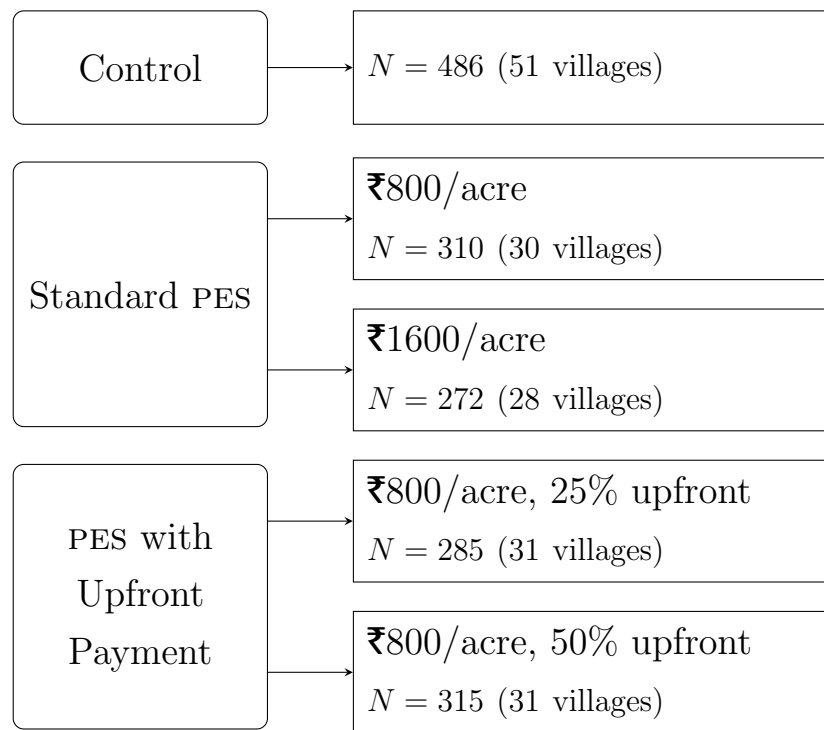 Control
N = 486 (51 villages)
Standard PES
₹800/acre
N = 310 (30 villages)
₹1600/acre
N = 272 (28 villages)
PES with
Upfront
Payment
₹800/acre, 25% upfront
N = 285 (31 villages)
₹800/acre, 50% upfront
N = 315 (31 villages)